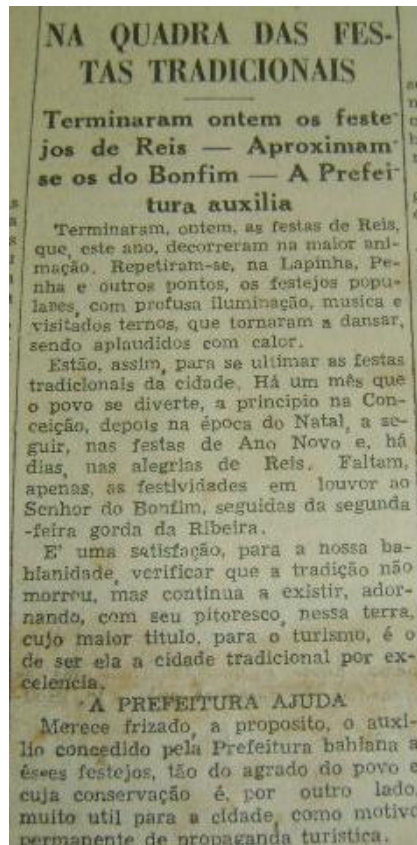 NA QUADRA DAS FES-
TAS TRADICIONAIS
Terminaram ontem os feste-
jos de Reis — Aproximam-
se os do Bonfim — A Prefei-
tura auxilia
Terminaram, ontem, as festas de Reis,
que, este ano, decorreram na maior ani-
mação. Repetiram-se, na Lapinha, Pe-
nha e outros pontos, os festejos popu-
lares, com profusa iluminação, musica e
visitados ternos, que tornaram a dansar,
sendo aplaudidos com calor.
Estão, assim, para se ultimar as festas
tradicionais da cidade. Há um mês que
o povo se diverte, a principio na Con-
ceição, depois na época do Natal, a se-
guir, nas festas de Ano Novo e, há
dias, nas alegrias de Reis. Faltam,
apenas, as festividades em louvor ao
Senhor do Bonfim, seguidas da segunda
-feira gorda da Ribeira.
E' uma satisfação, para a nossa ba-
hianidade, verificar que a tradição não
morreu, mas continua a existir, ador-
nando, com seu pitoresco, nessa terra,
cujo maior titulo, para o turismo, é o
de ser ela a cidade tradicional por ex-
celencia.
A PREFEITURA AJUDA
Merece frizado, a proposito, o auxi-
lio concedido pela Prefeitura bahiana a
êsses festejos, tão do agrado do povo e
cuja conservação é, por outro lado,
muito util para a cidade, como motivo
permanente de propaganda turistica.